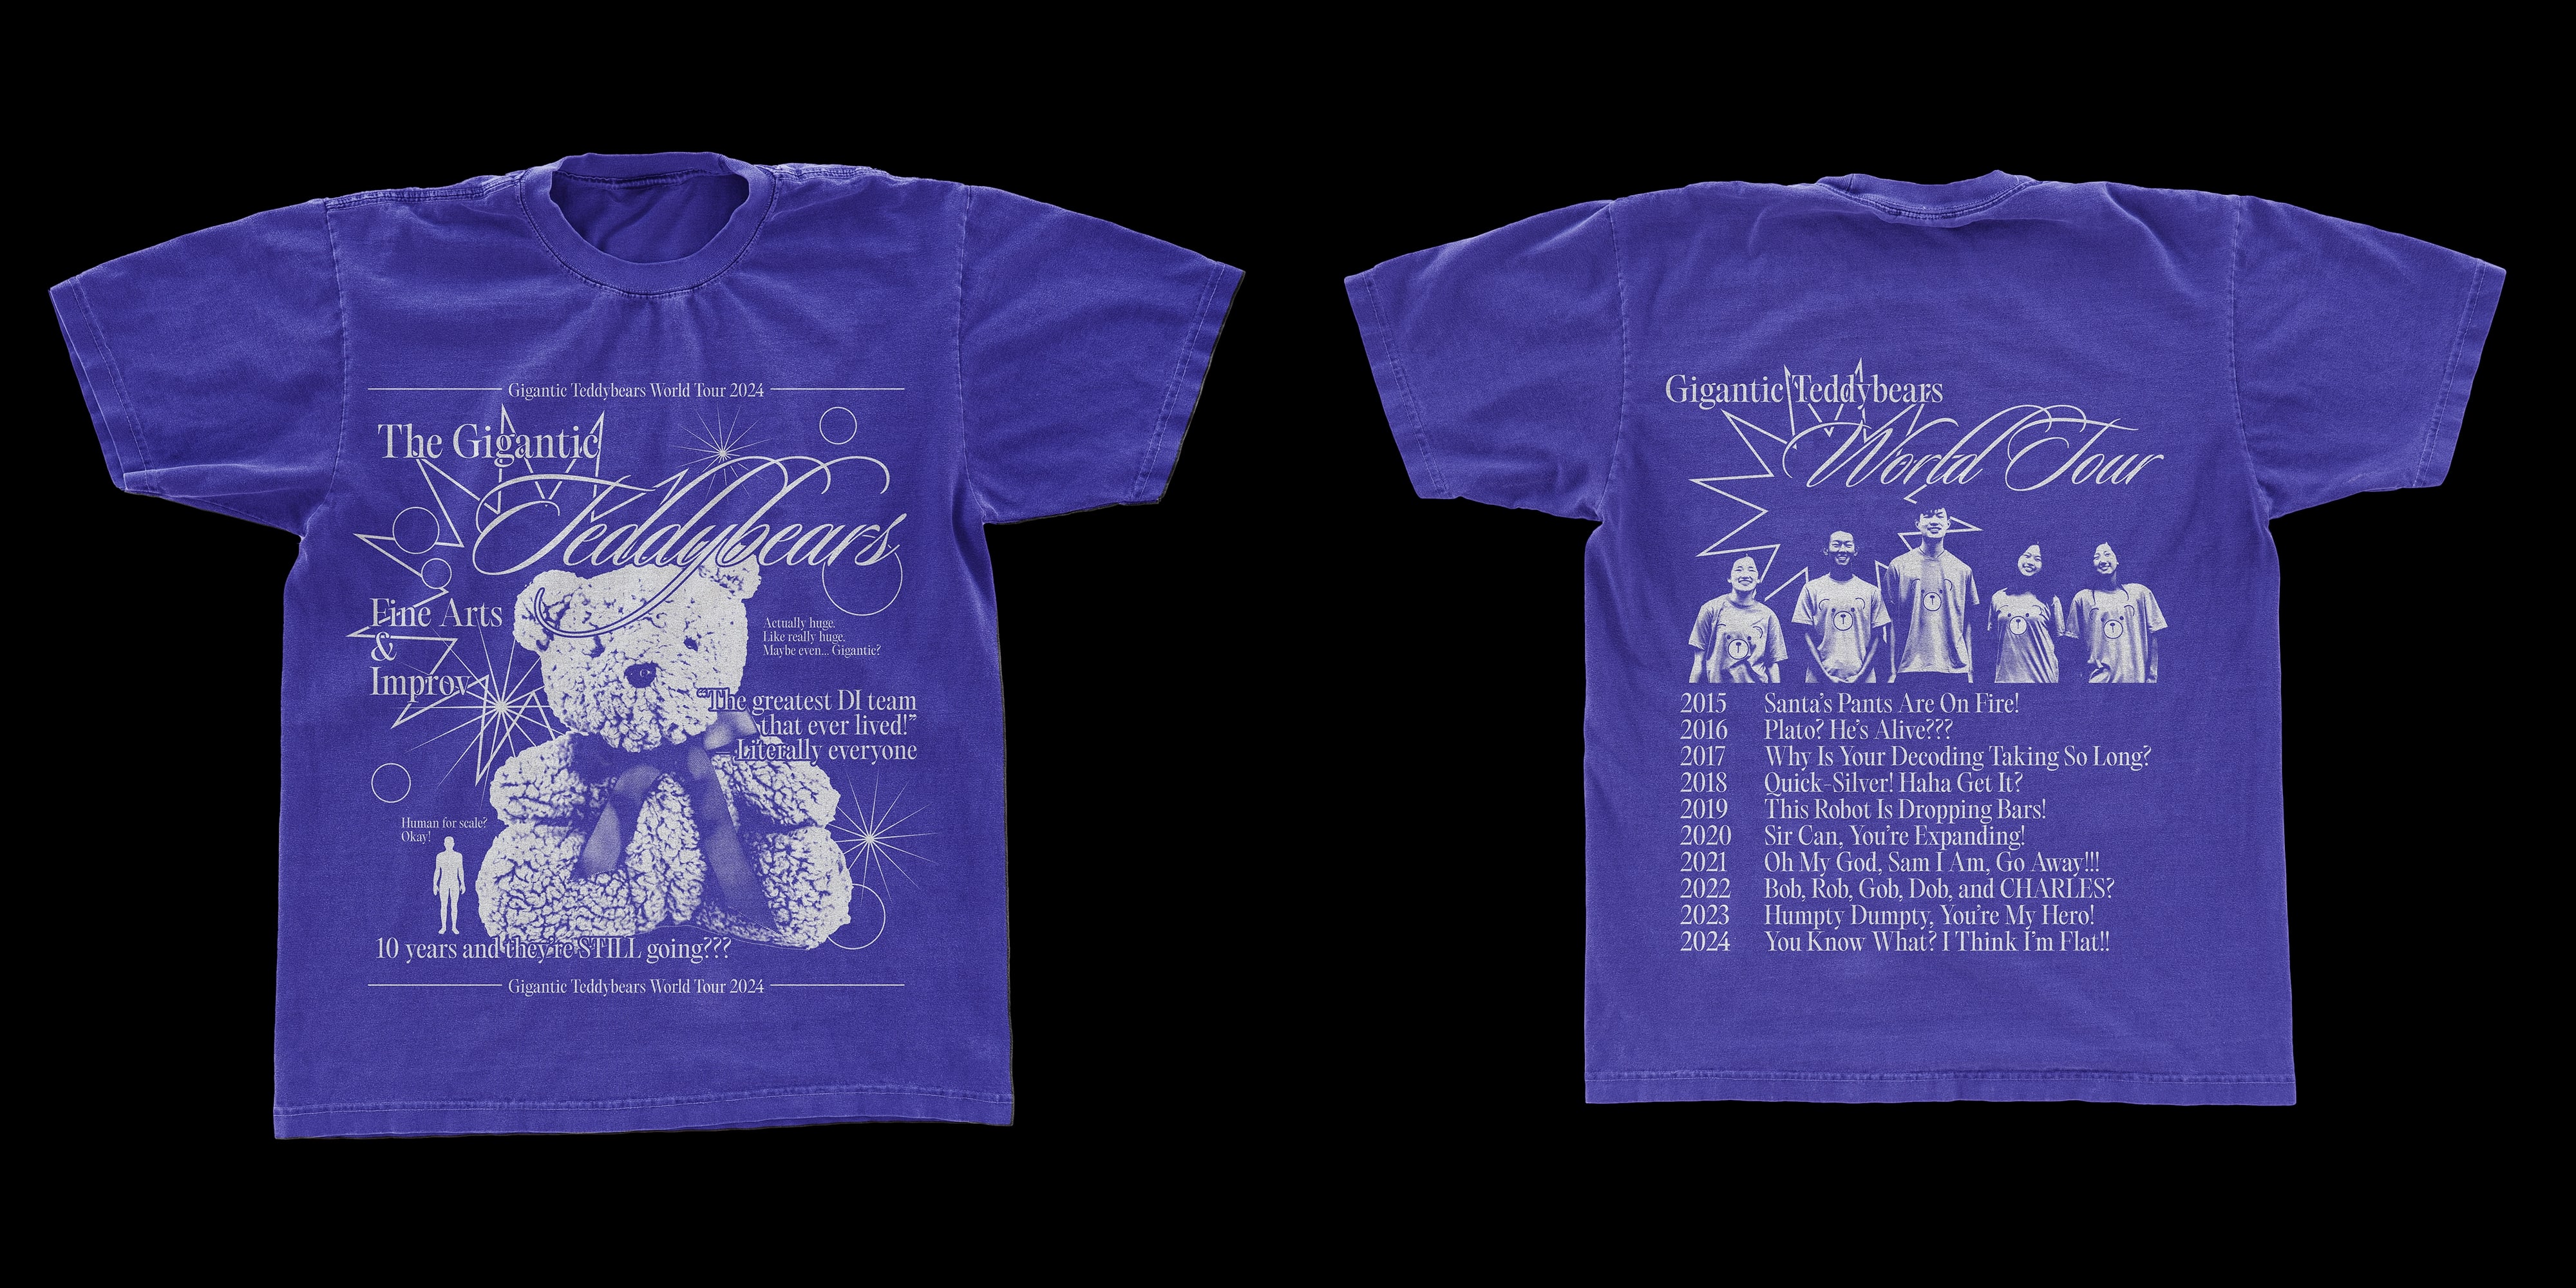 Gigantic Teddybears World Tour 2024
The Gigantic
Teddybears
Fine Arts
&
Improv
Actually huge.
Like really huge.
Maybe even... Gigantic?
“The greatest DI team
that ever lived!”
– Literally everyone
Human for scale?
Okay!
10 years and they're STILL going???
Gigantic Teddybears World Tour 2024
Gigantic Teddybears
World Tour
2015 Santa's Pants Are On Fire!
2016 Plato? He's Alive???
2017 Why Is Your Decoding Taking So Long?
2018 Quick-Silver! Haha Get It?
2019 This Robot Is Dropping Bars!
2020 Sir Can, You're Expanding!
2021 Oh My God, Sam I Am, Go Away!!!
2022 Bob, Rob, Gob, Dob, and CHARLES?
2023 Humpty Dumpty, You're My Hero!
2024 You Know What? I Think I'm Flat!!